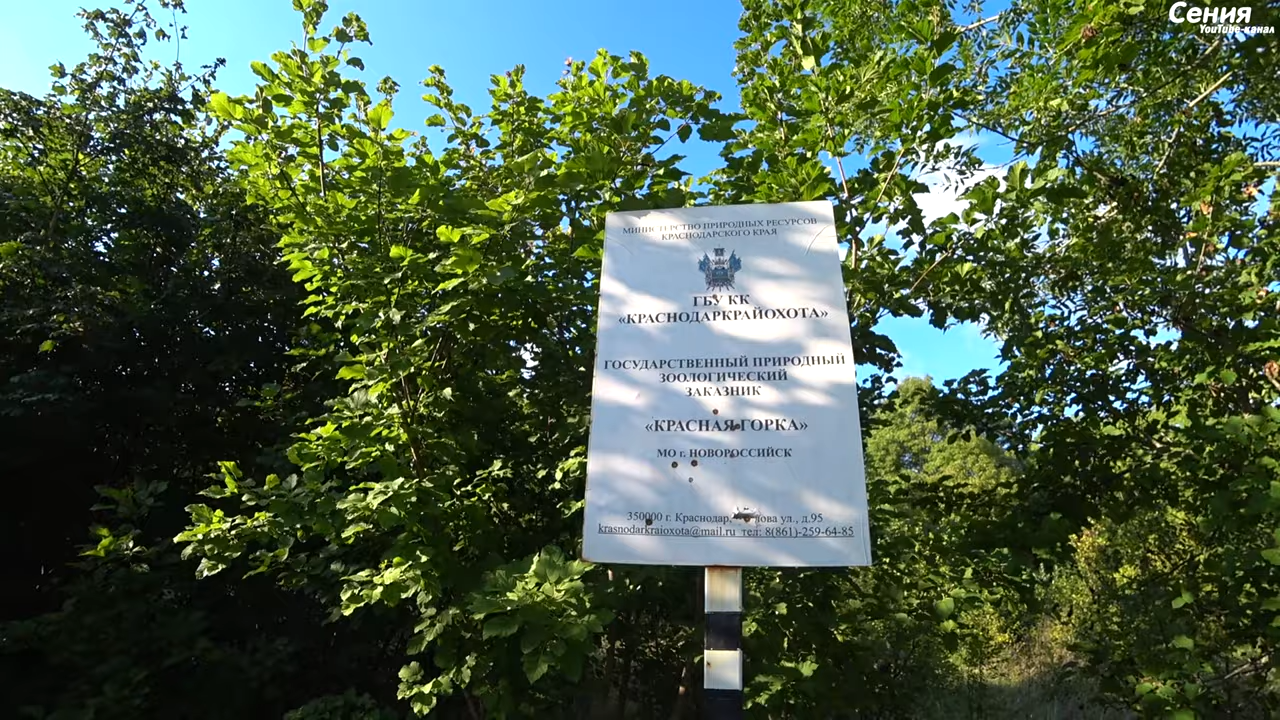 Сения
YouTube-канал
МИНИСТЕРСТВО ПРИРОДНЫХ РЕСУРСОВ
КРАСНОДАРСКОГО КРАЯ
ГБУ КК
«КРАСНОДАРКРАЙОХОТА»
ГОСУДАРСТВЕННЫЙ ПРИРОДНЫЙ
ЗООЛОГИЧЕСКИЙ
ЗАКАЗНИК
«КРАСНАЯ ГОРКА»
МО г. НОВОРОССИЙСК
350000 г. Краснодар, ул., д.95
krasnodarkraioxota@mail.ru тел: 8(861)-259-64-85